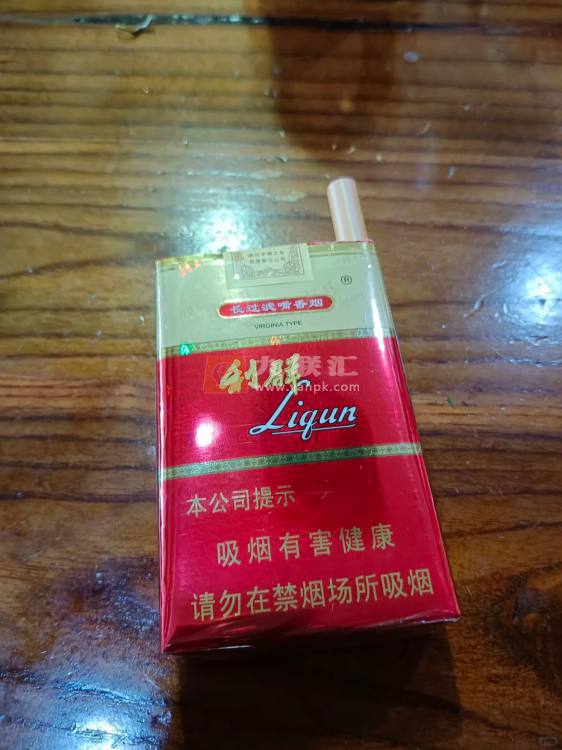 ®
长过滤嘴香烟
VIRGINIA TYPE
利群
Liqun
本公司提示
吸烟有害健康
请勿在禁烟场所吸烟